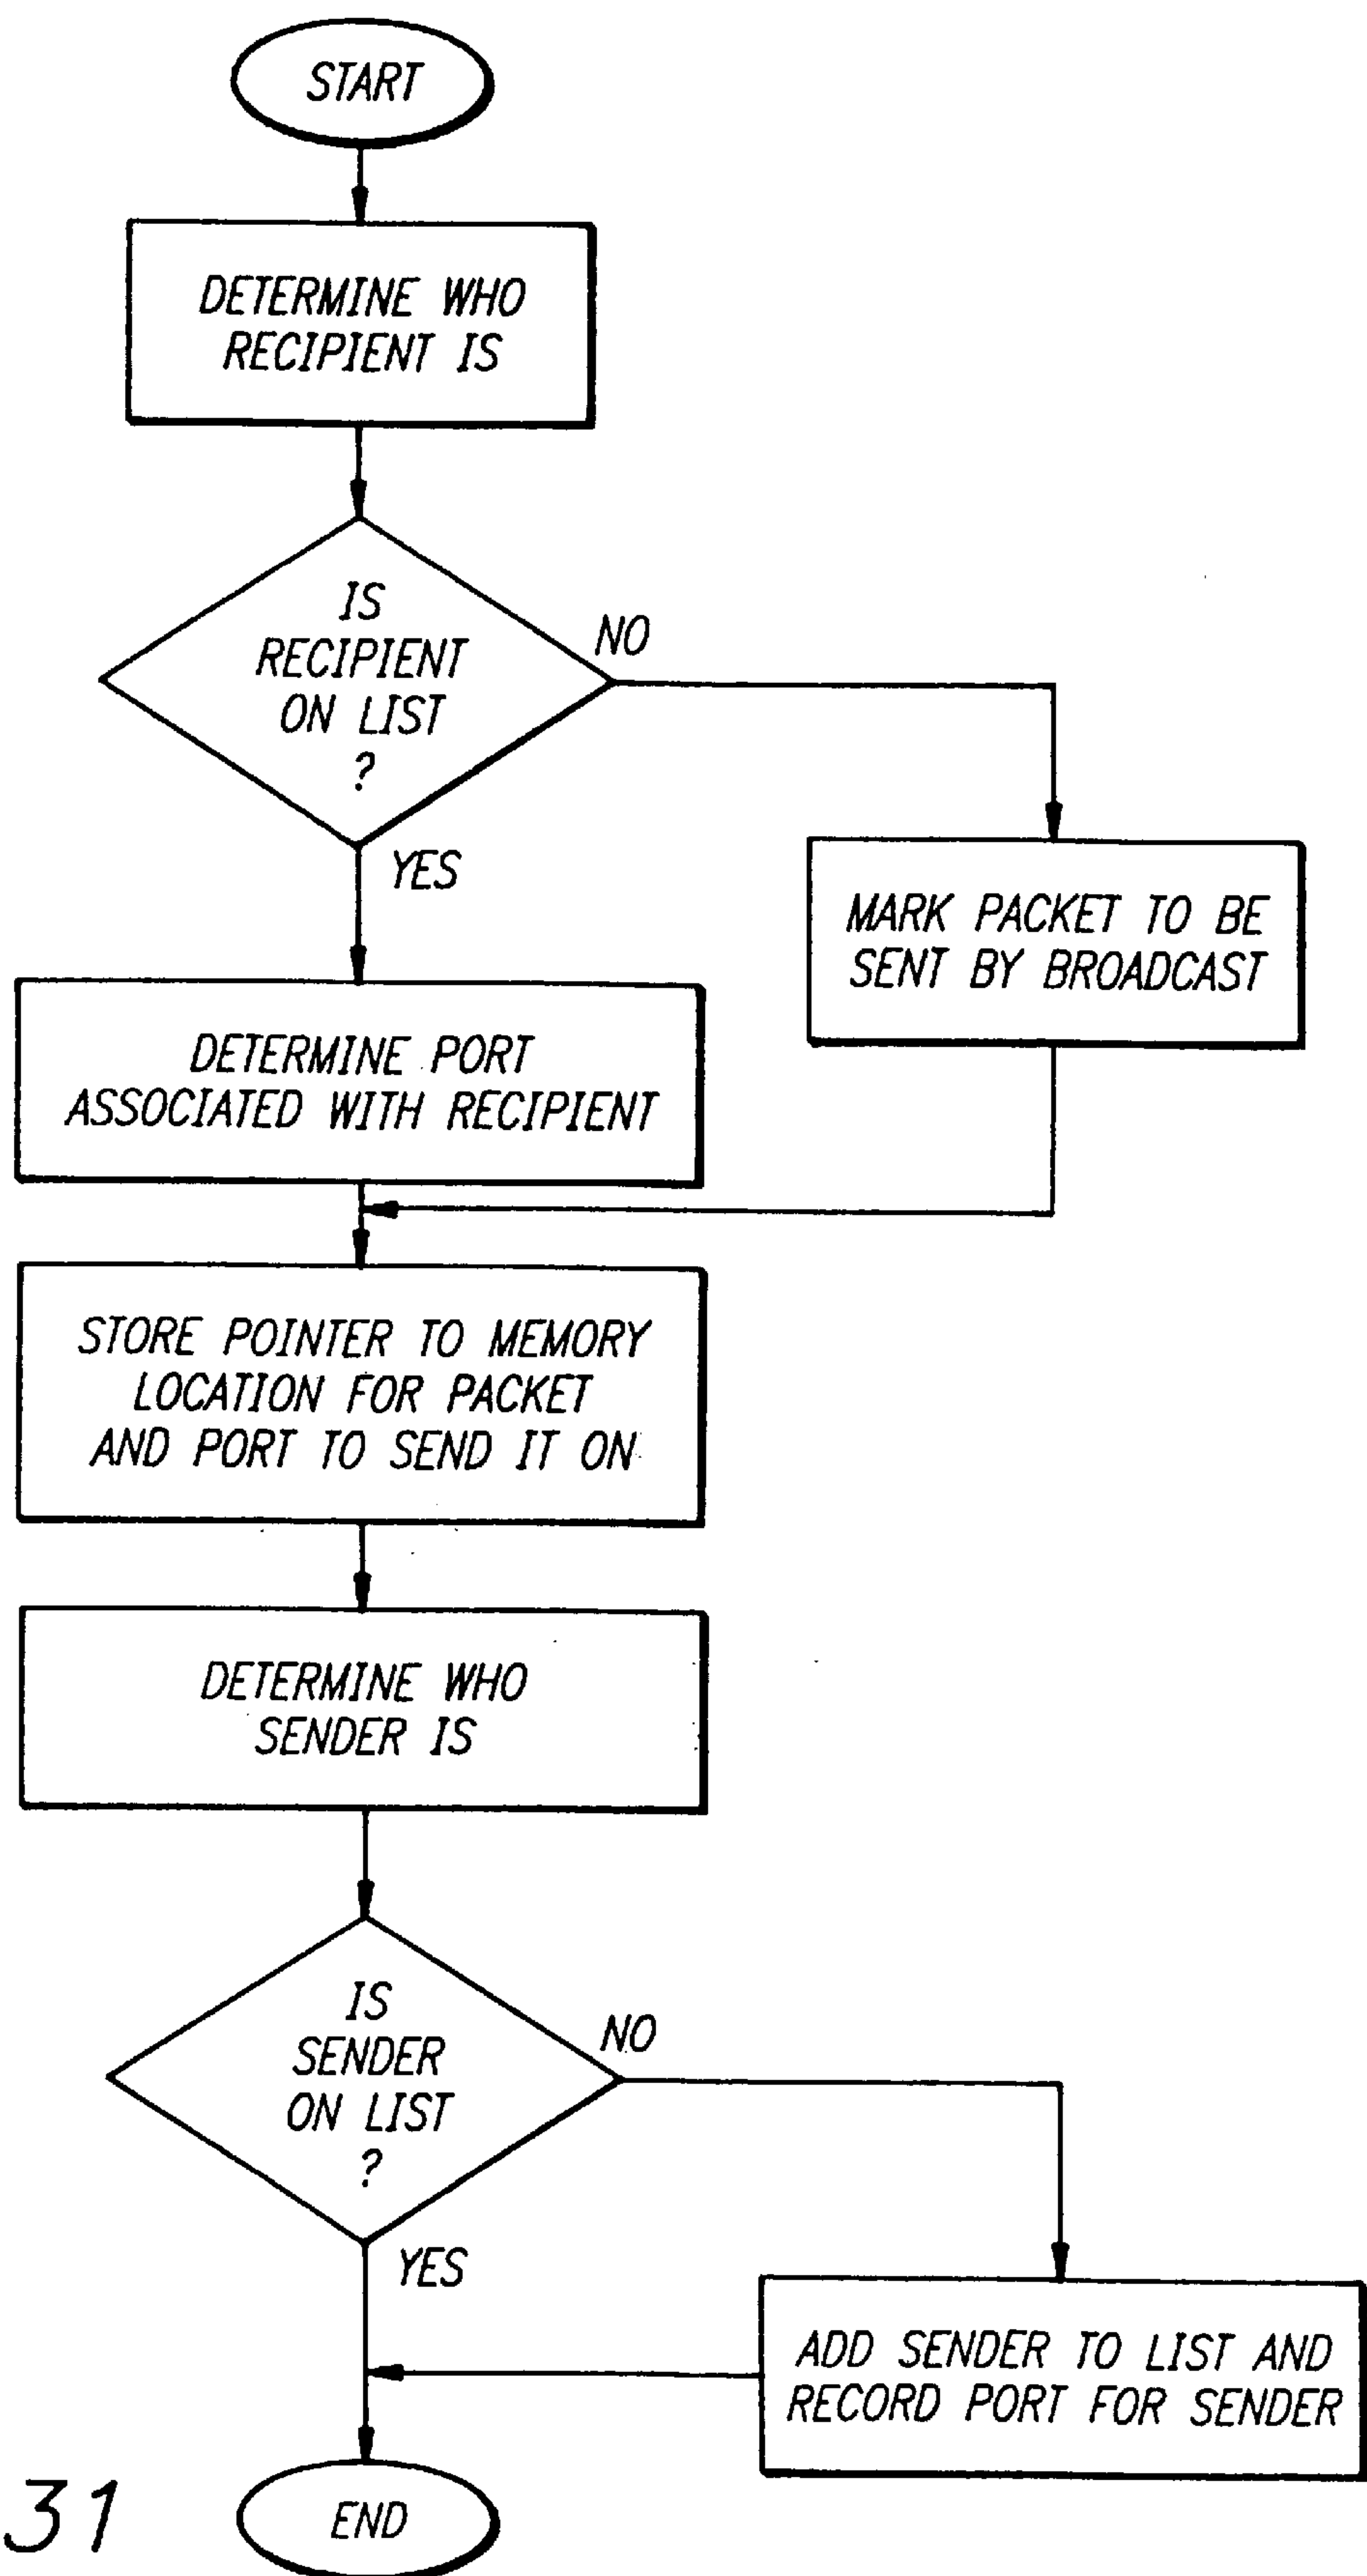 START
DETERMINE WHO
RECIPIENT IS
IS
RECIPIENT
ON LIST
?
NO
YES
MARK PACKET TO BE
SENT BY BROADCAST
DETERMINE PORT
ASSOCIATED WITH RECIPIENT
STORE POINTER TO MEMORY
LOCATION FOR PACKET
AND PORT TO SEND IT ON
DETERMINE WHO
SENDER IS
IS
SENDER
ON LIST
?
NO
YES
ADD SENDER TO LIST AND
RECORD PORT FOR SENDER
END
31